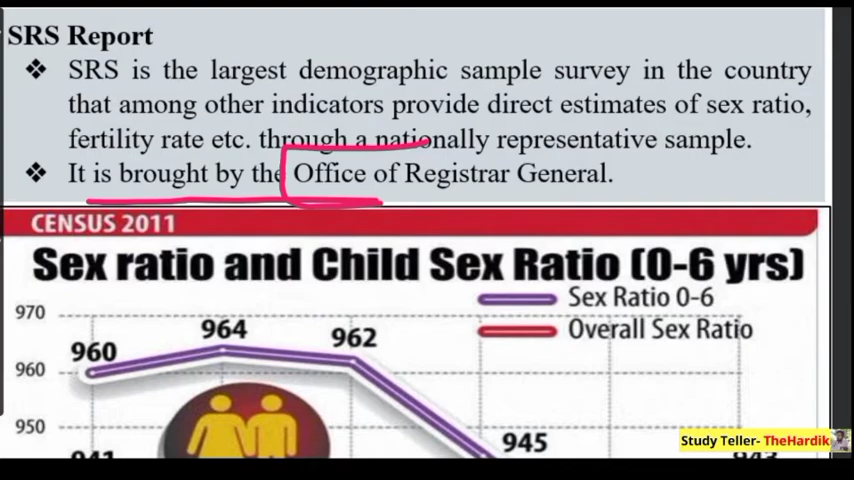 SRS Report
❖ SRS is the largest demographic sample survey in the country
that among other indicators provide direct estimates of sex ratio,
fertility rate etc. through a nationally representative sample.
❖ It is brought by the Office of Registrar General.
CENSUS 2011
Sex ratio and Child Sex Ratio (0-6 yrs)
970
960
950
Sex Ratio 0-6
Overall Sex Ratio
960
964
962
945
941
943
Study Teller- TheHardik